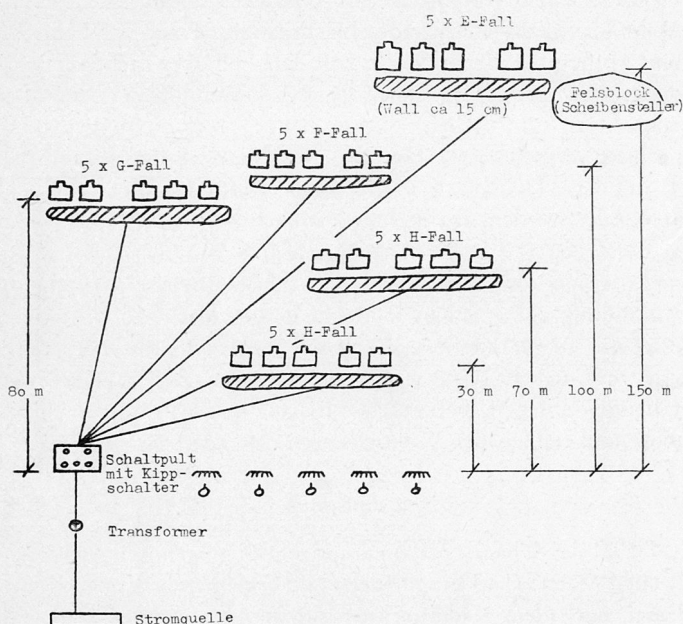 5 x E-Fall
(Wall ca 15 cm)
Felsblock
(Scheibensteller)
5 x F-Fall
5 x G-Fall
5 x H-Fall
5 x H-Fall
80 m
30 m
70 m
100 m
150 m
Schaltpult
mit Kipp-
schalter
Transformer
Stromquelle